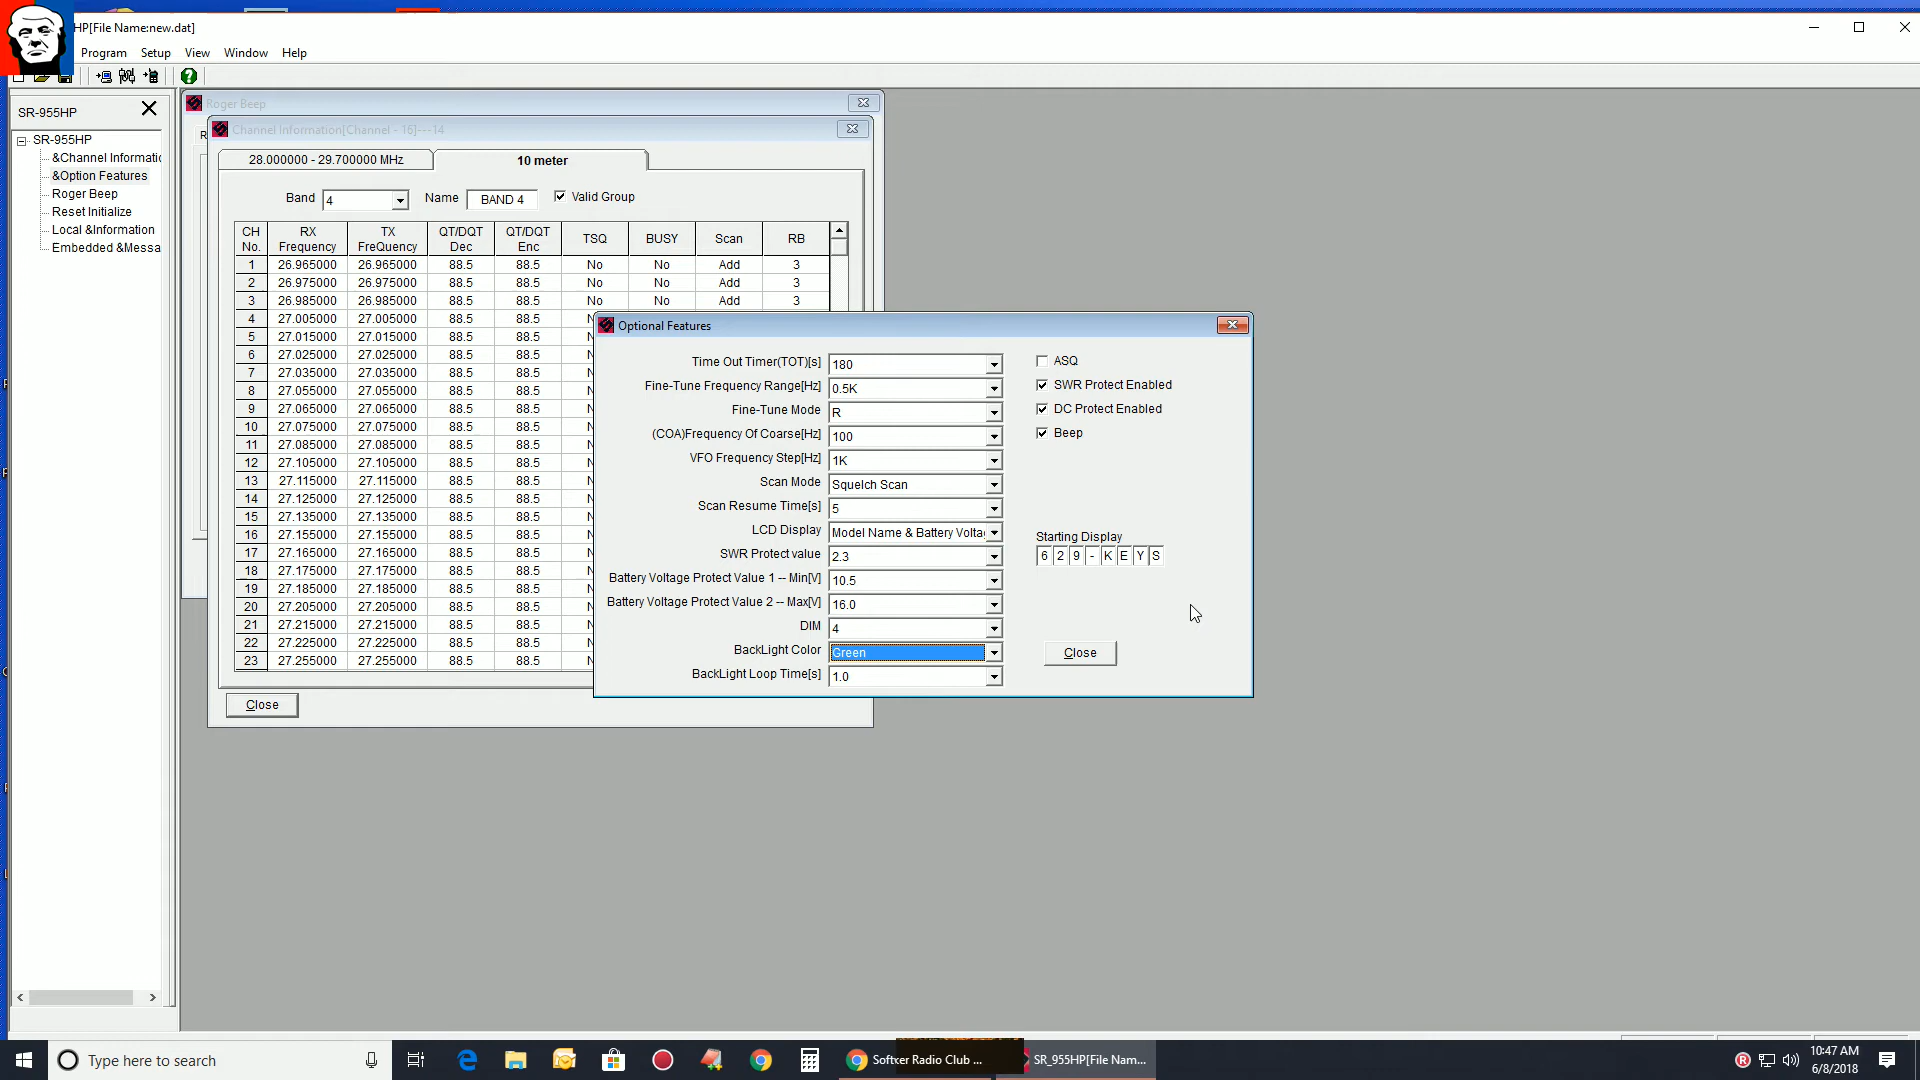 HP[File Name:new.dat]
Program Setup View Window Help
SR-955HP
SR-955HP
&Channel Informatic
&Option Features
Roger Beep
Reset Initialize
Local &Information
Embedded &Messa
Roger Beep
R
Channel Information[Channel - 16]---14
28.000000 - 29.700000 MHz
10 meter
Band 4 Name BAND 4 Valid Group
CH No. RX Frequency TX FreQuency QT/DQT Dec QT/DQT Enc TSQ BUSY Scan RB
1 26.965000 26.965000 88.5 88.5 No No Add 3
2 26.975000 26.975000 88.5 88.5 No No Add 3
3 26.985000 26.985000 88.5 88.5 No No Add 3
4 27.005000 27.005000 88.5 88.5 N
5 27.015000 27.015000 88.5 88.5 N
6 27.025000 27.025000 88.5 88.5 N
7 27.035000 27.035000 88.5 88.5 N
8 27.055000 27.055000 88.5 88.5 N
9 27.065000 27.065000 88.5 88.5 N
10 27.075000 27.075000 88.5 88.5 N
11 27.085000 27.085000 88.5 88.5 N
12 27.105000 27.105000 88.5 88.5 N
13 27.115000 27.115000 88.5 88.5 N
14 27.125000 27.125000 88.5 88.5 N
15 27.135000 27.135000 88.5 88.5 N
16 27.155000 27.155000 88.5 88.5 N
17 27.165000 27.165000 88.5 88.5 N
18 27.175000 27.175000 88.5 88.5 N
19 27.185000 27.185000 88.5 88.5 N
20 27.205000 27.205000 88.5 88.5 N
21 27.215000 27.215000 88.5 88.5 N
22 27.225000 27.225000 88.5 88.5 N
23 27.255000 27.255000 88.5 88.5 N
Close
Optional Features
Time Out Timer(TOT)[s] 180
Fine-Tune Frequency Range[Hz] 0.5K
Fine-Tune Mode R
(COA)Frequency Of Coarse[Hz] 100
VFO Frequency Step[Hz] 1K
Scan Mode Squelch Scan
Scan Resume Time[s] 5
LCD Display Model Name & Battery Volta
SWR Protect value 2.3
Battery Voltage Protect Value 1 -- Min[V] 10.5
Battery Voltage Protect Value 2 -- Max[V] 16.0
DIM 4
BackLight Color Green
BackLight Loop Time[s] 1.0
ASQ
SWR Protect Enabled
DC Protect Enabled
Beep
Starting Display
6 2 9 - K E Y S
Close
Type here to search
Softxer Radio Club ...
SR_955HP[File Nam...
10:47 AM
6/8/2018